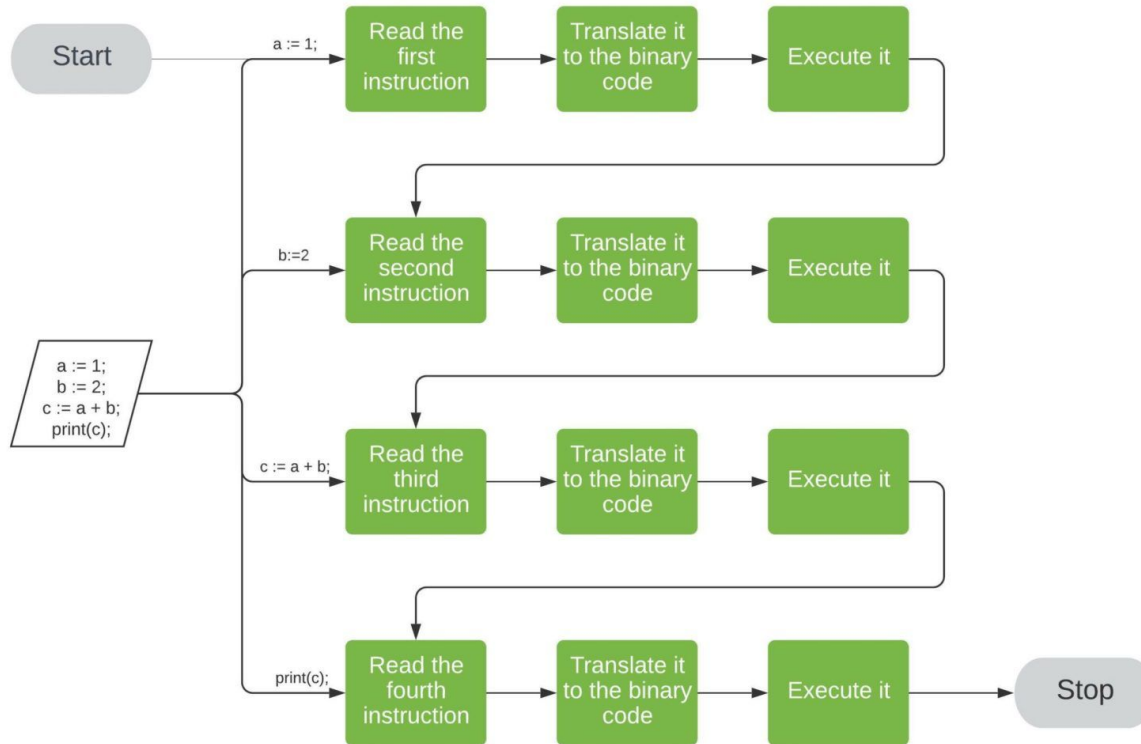 Start
a := 1;
Read the
first
instruction
Translate it
to the binary
code
Execute it
b:=2
Read the
second
instruction
Translate it
to the binary
code
Execute it
a := 1;
b := 2;
c := a + b;
print(c);
c := a + b;
Read the
third
instruction
Translate it
to the binary
code
Execute it
print(c);
Read the
fourth
instruction
Translate it
to the binary
code
Execute it
Stop